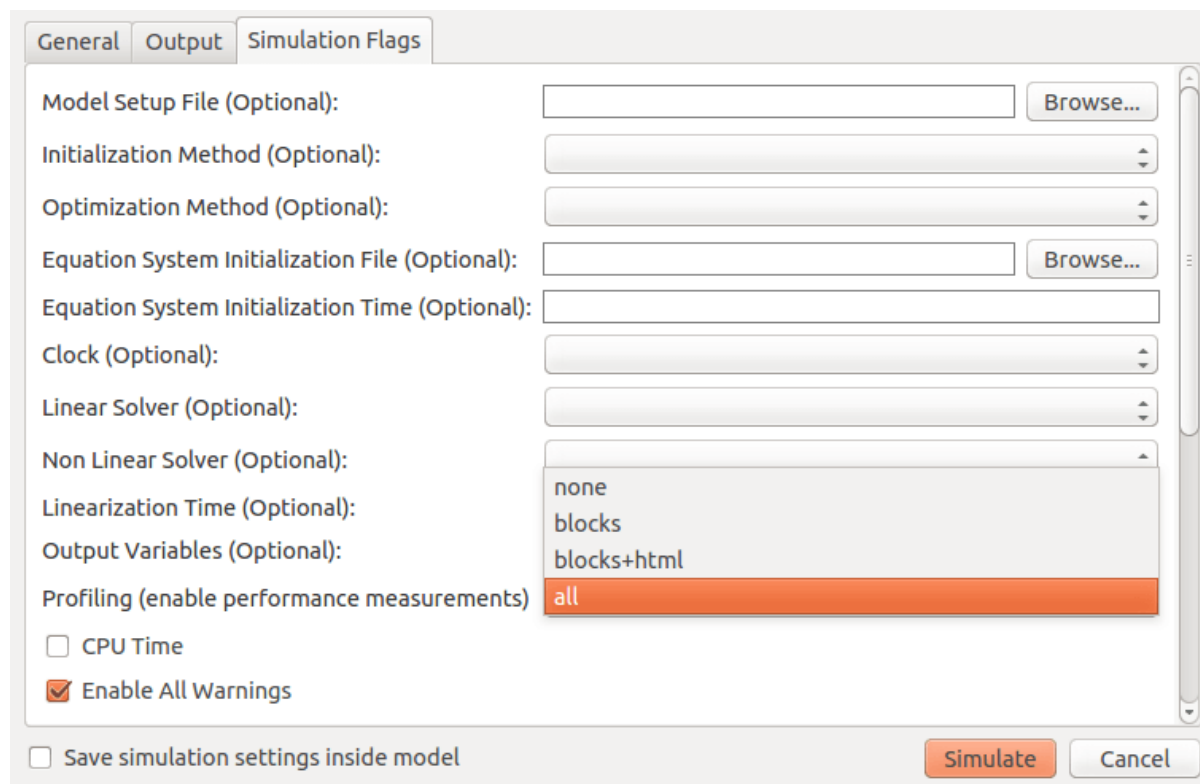 General Output Simulation Flags
Model Setup File (Optional): Browse...
Initialization Method (Optional):
Optimization Method (Optional):
Equation System Initialization File (Optional): Browse...
Equation System Initialization Time (Optional):
Clock (Optional):
Linear Solver (Optional):
Non Linear Solver (Optional):
none
Linearization Time (Optional):
blocks
Output Variables (Optional):
blocks+html
Profiling (enable performance measurements) all
CPU Time
Enable All Warnings
Save simulation settings inside model Simulate Cancel